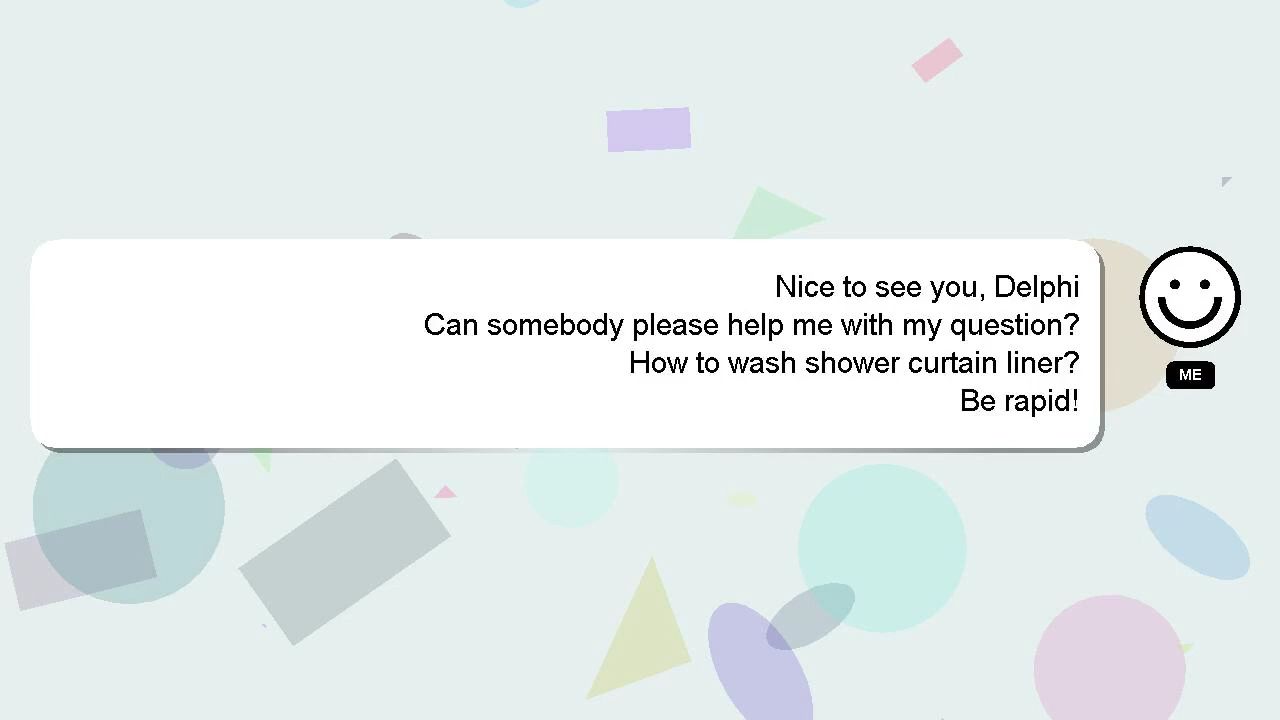 Nice to see you, Delphi
Can somebody please help me with my question?
How to wash shower curtain liner?
Be rapid!
ME